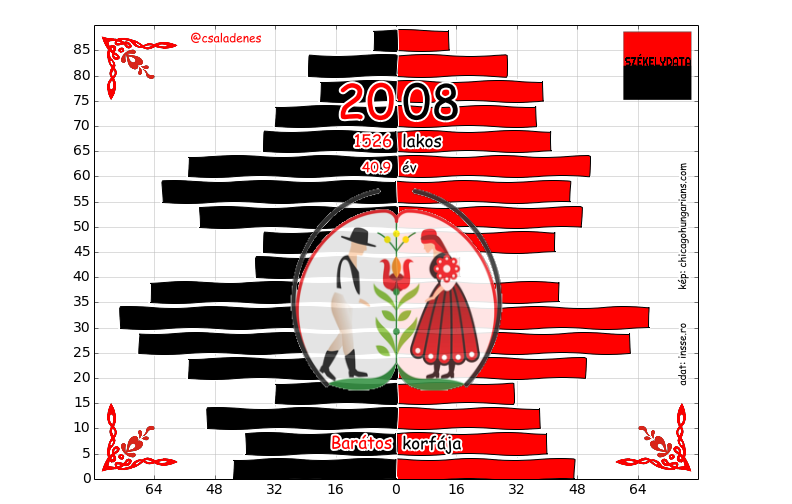 @csaladenes
SZÉKELYDATA
2008
1526 lakos
40.9 év
kép: chicagohungarians.com
adat: insse.ro
Barátos korfája
85
80
75
70
65
60
55
50
45
40
35
30
25
20
15
10
5
0
64 48 32 16 0 16 32 48 64